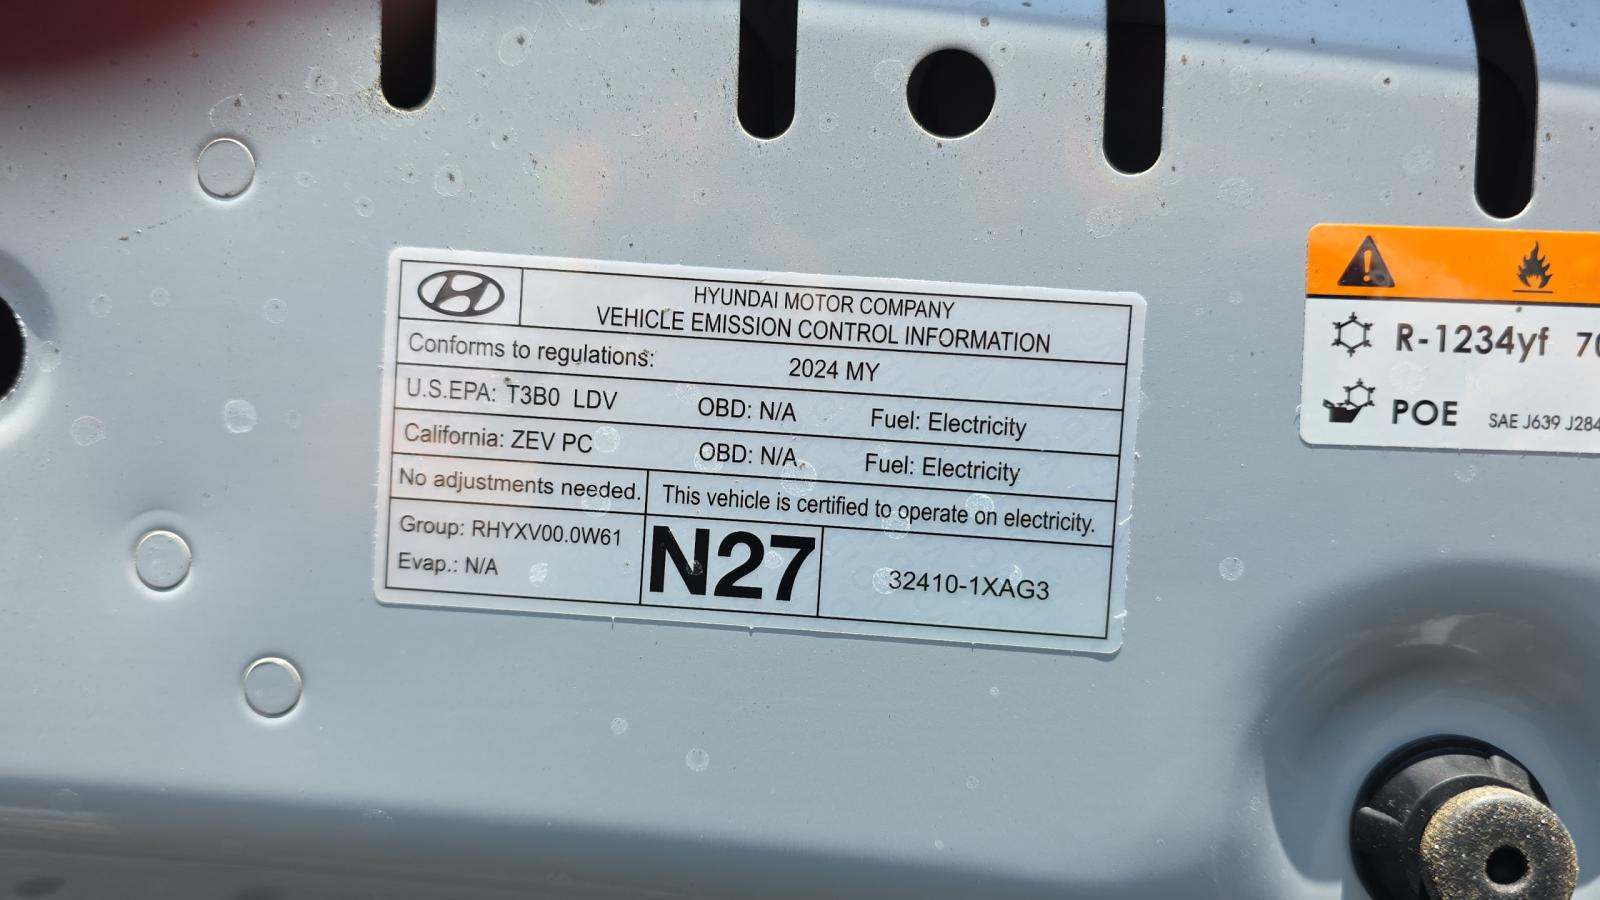 HYUNDAI MOTOR COMPANY
VEHICLE EMISSION CONTROL INFORMATION
Conforms to regulations: 2024 MY
U.S.EPA: T3B0 LDV OBD: N/A Fuel: Electricity
California: ZEV PC OBD: N/A Fuel: Electricity
No adjustments needed. This vehicle is certified to operate on electricity.
Group: RHYXV00.0W61
Evap.: N/A
N27
32410-1XAG3
R-1234yf
POE SAE J639